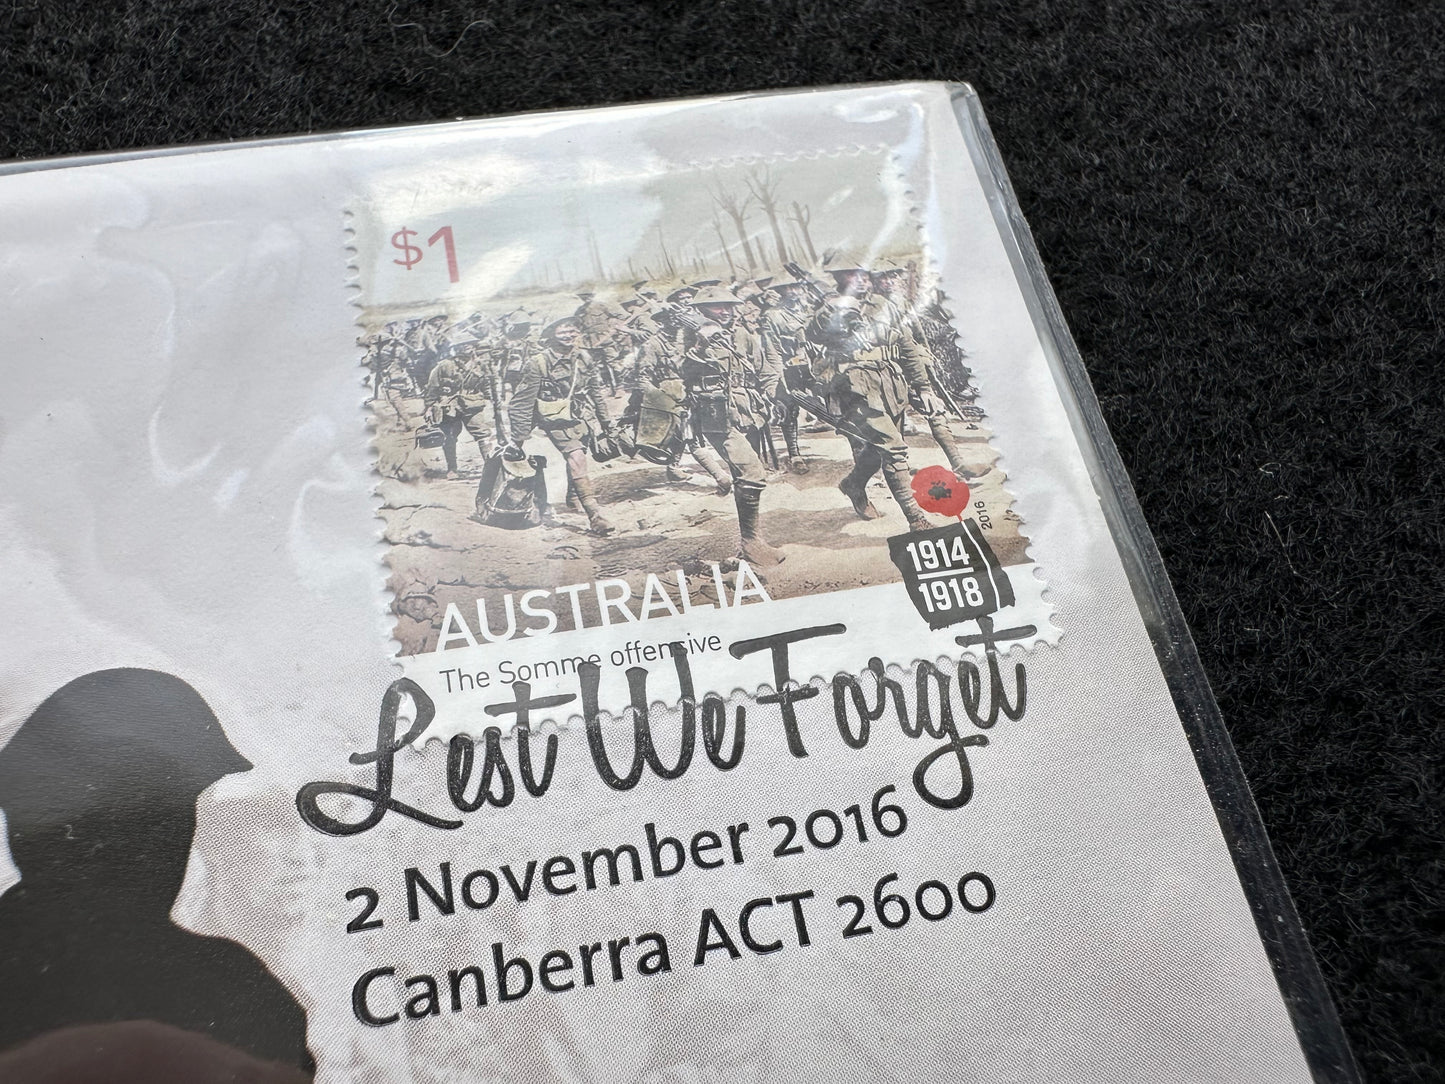 $1
2016
1914
1918
AUSTRALIA
The Somme offensive
Lest We Forget
2 November 2016
Canberra ACT 2600